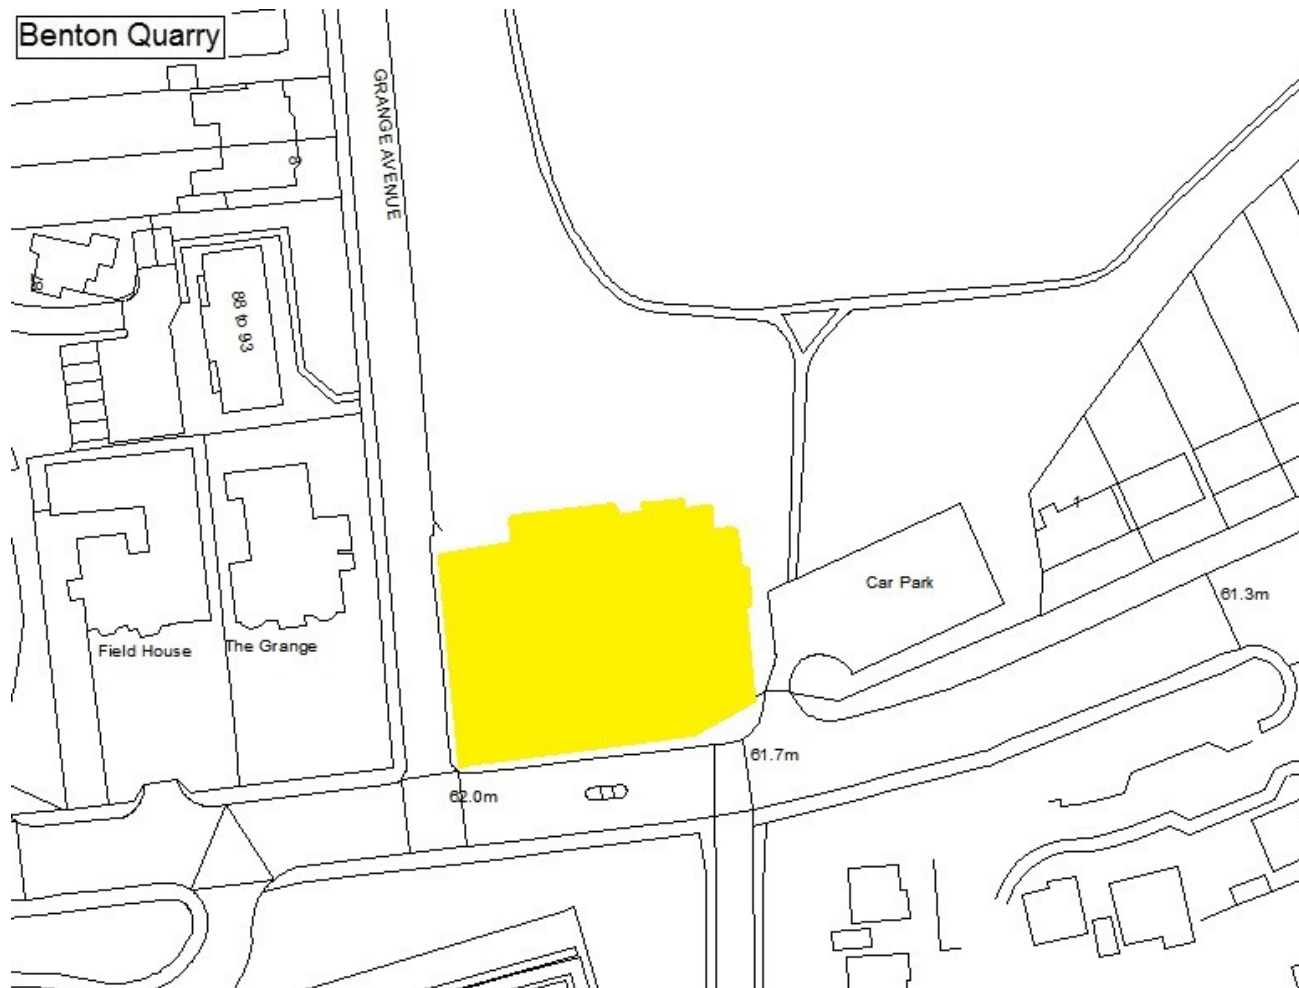 Benton Quarry
GRANGE AVENUE
8
88 to 93
Field House
The Grange
Car Park
1
61.3m
61.7m
62.0m